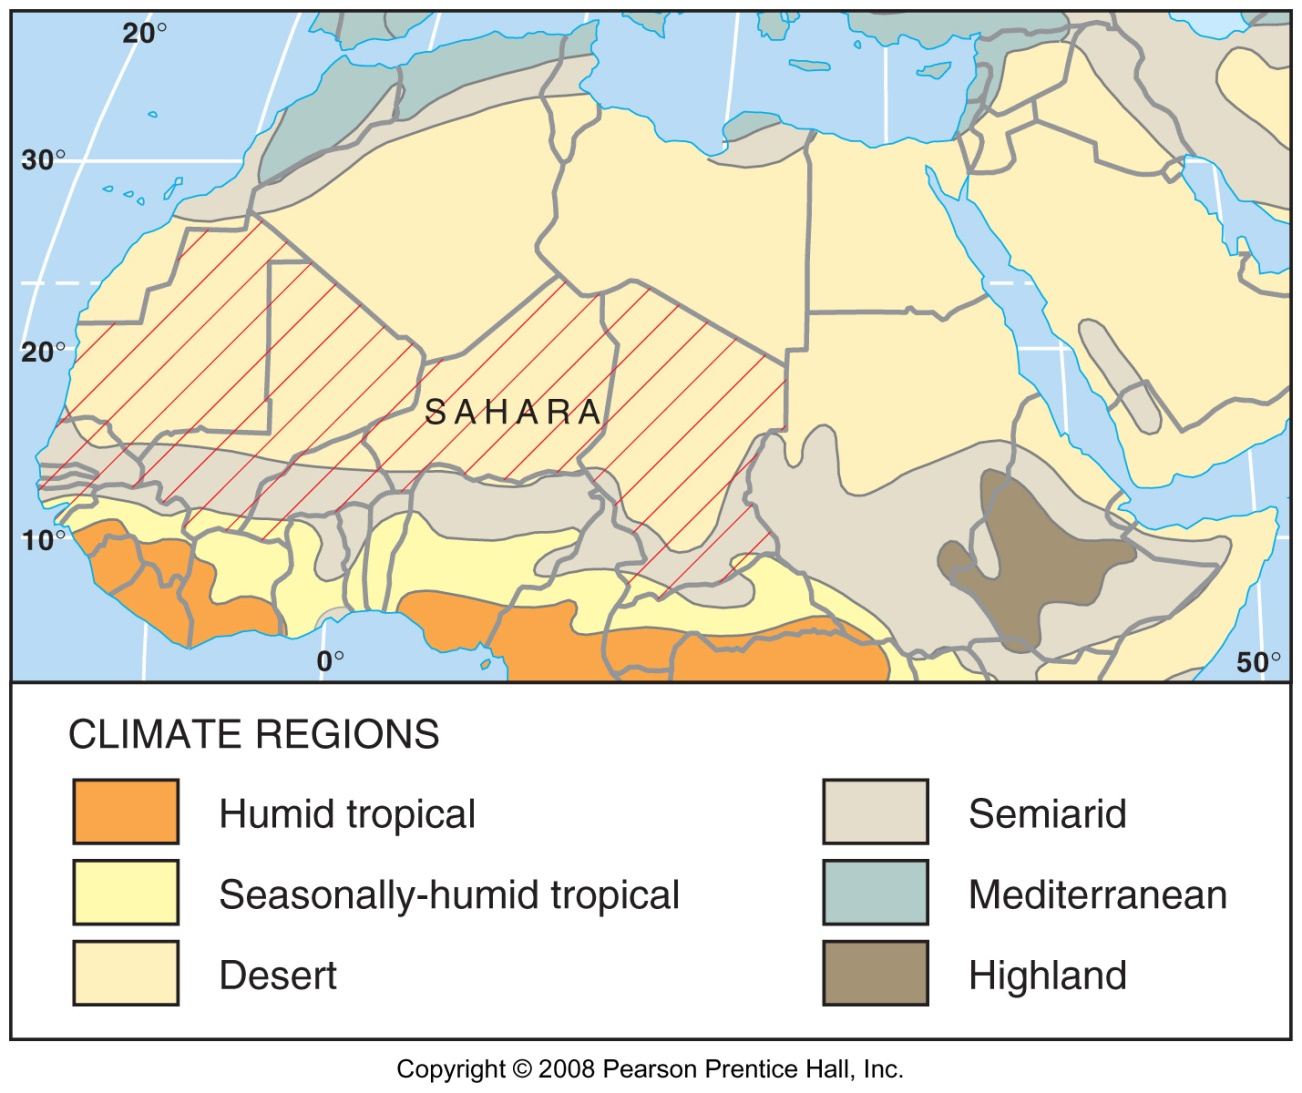 20°
30°
20°
SAHARA
10°
0°
50°
CLIMATE REGIONS
Humid tropical
Semiarid
Seasonally-humid tropical
Mediterranean
Desert
Highland
Copyright © 2008 Pearson Prentice Hall, Inc.